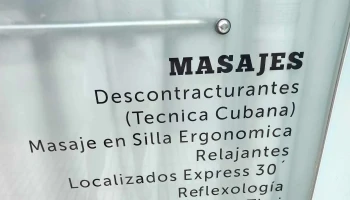 MASAJES
Descontracturantes
(Tecnica Cubana)
Masaje en Silla Ergonomica
Relajantes
Localizados Express 30´
Reflexología